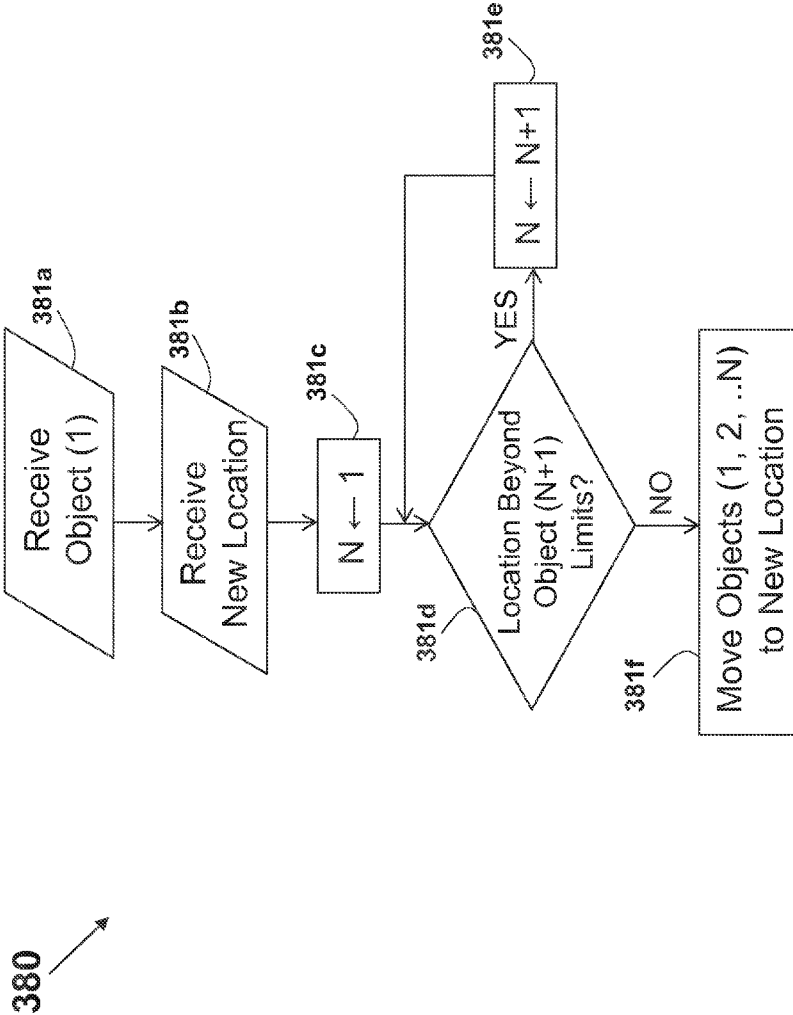 380
381a
Receive
Object (1)
381b
Receive
New Location
381c
N ← 1
381d
Location Beyond
Object (N+1)
Limits?
YES
381e
N ← N+1
NO
381f
Move Objects (1, 2, ..N)
to New Location